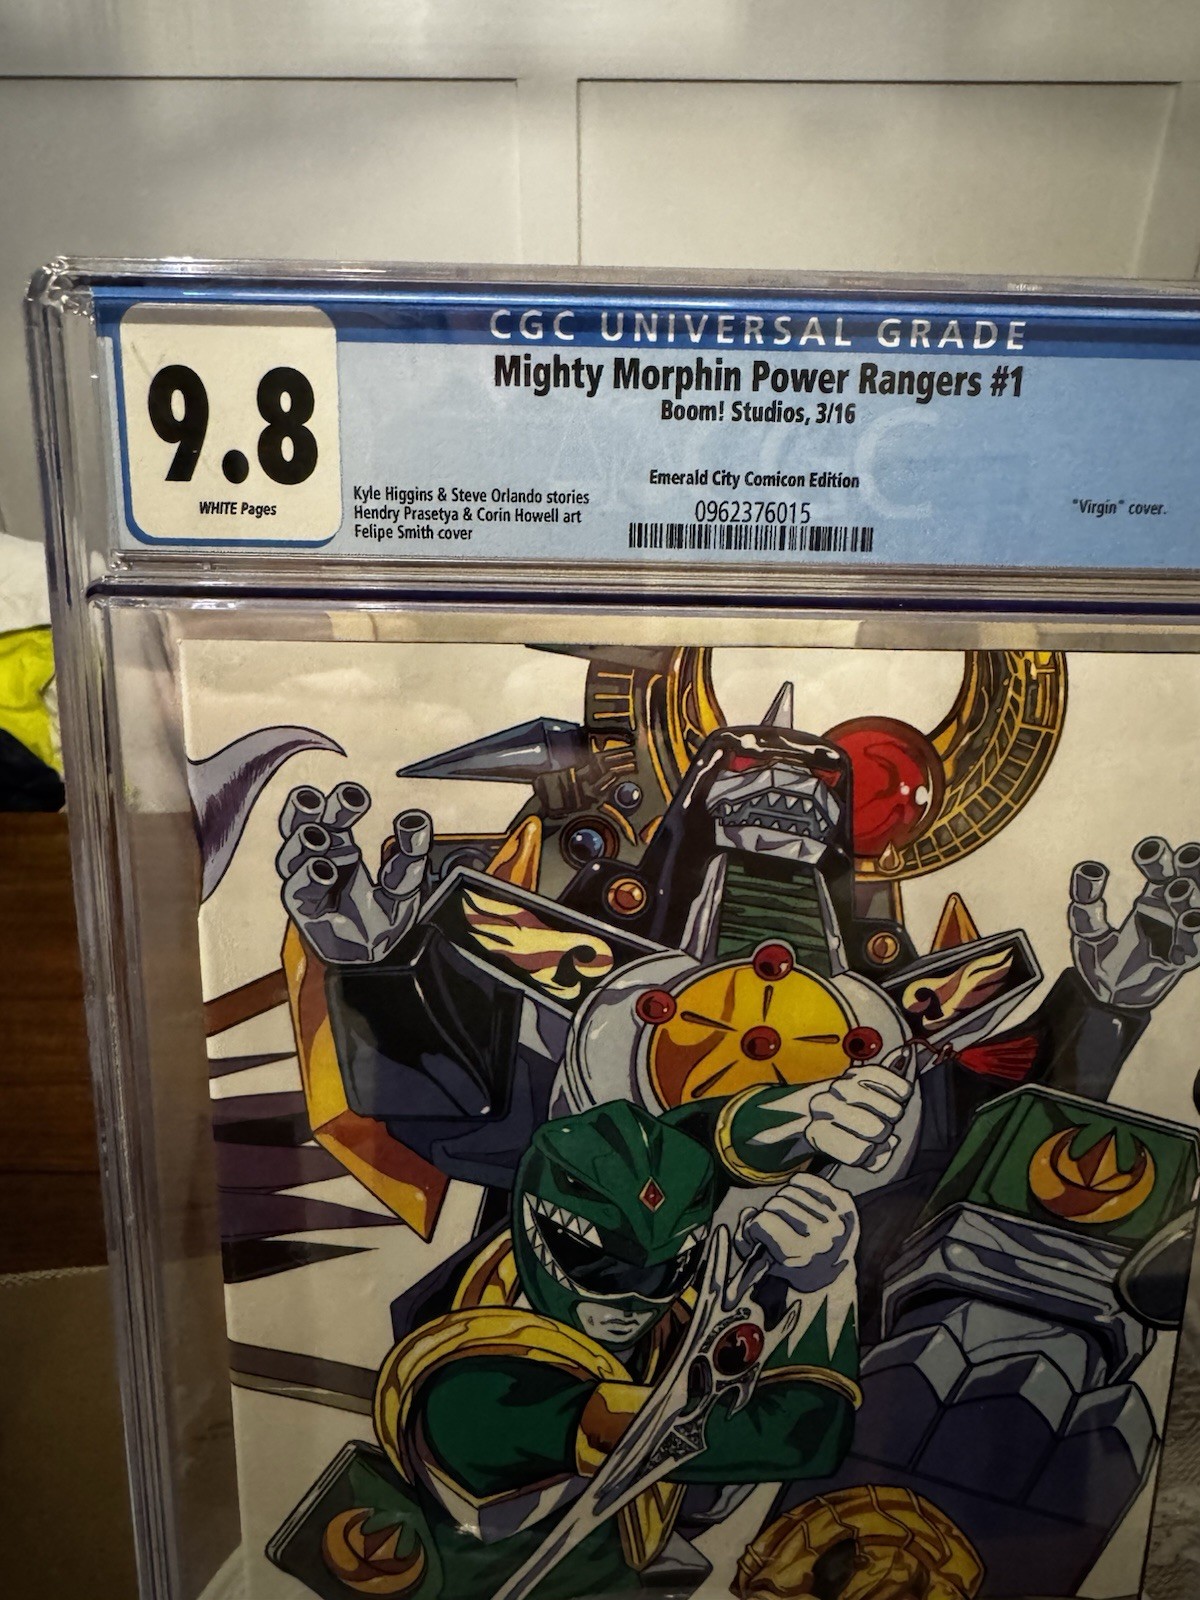 CGC UNIVERSAL GRADE
9.8
WHITE Pages
Mighty Morphin Power Rangers #1
Boom! Studios, 3/16
Emerald City Comicon Edition
0962376015
Kyle Higgins & Steve Orlando stories
Hendry Prasetya & Corin Howell art
Felipe Smith cover
"Virgin" cover.
CGC